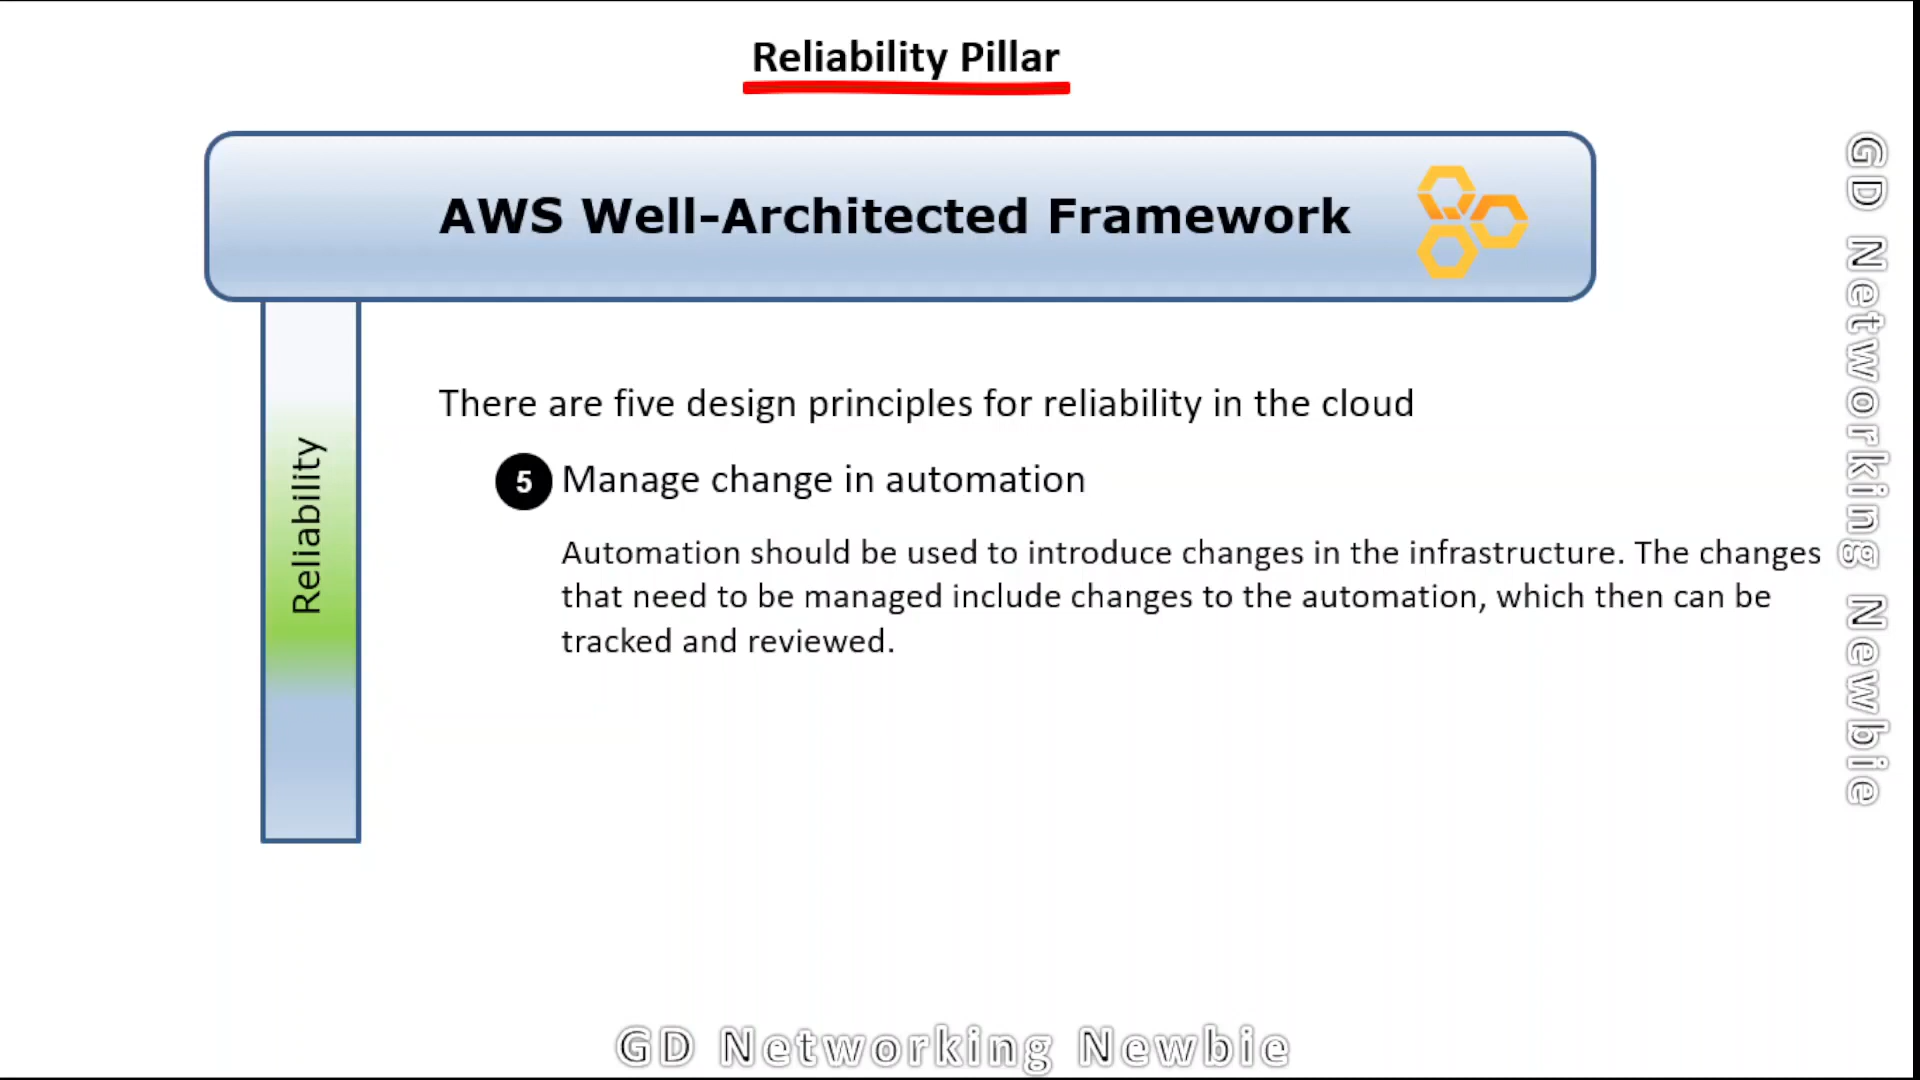 Reliability Pillar
AWS Well-Architected Framework
Reliability
There are five design principles for reliability in the cloud
5 Manage change in automation
Automation should be used to introduce changes in the infrastructure. The changes
that need to be managed include changes to the automation, which then can be
tracked and reviewed.
GD Networking Newbie
GD Networking Newbie